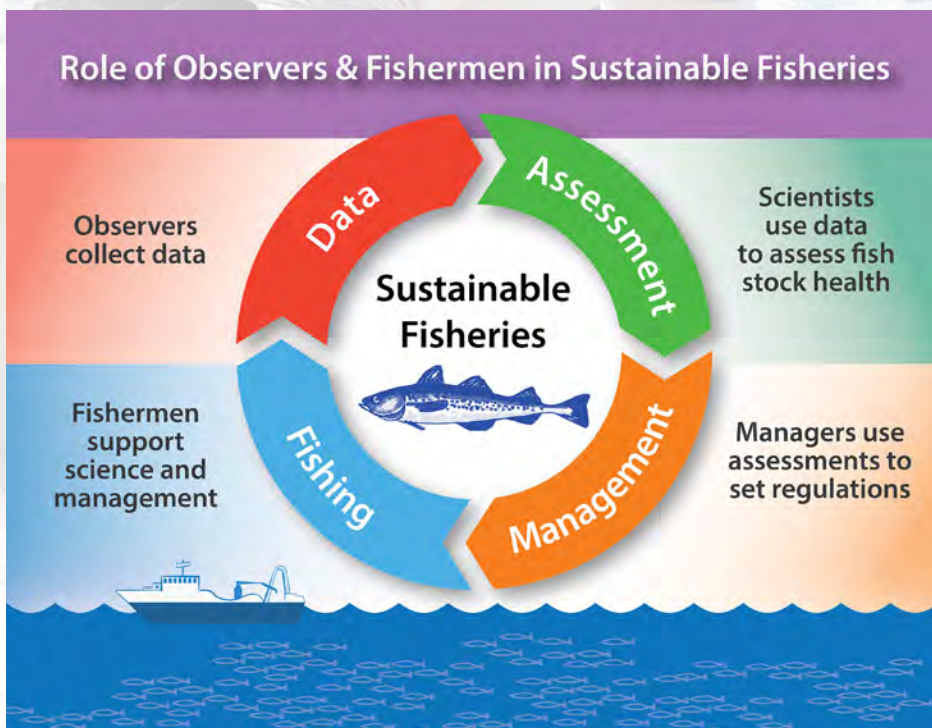 Role of Observers & Fishermen in Sustainable Fisheries
Data
Assessment
Observers
collect data
Scientists
use data
to assess fish
stock health
Sustainable
Fisheries
Fishermen
support
science and
management
Fishing
Management
Managers use
assessments to
set regulations